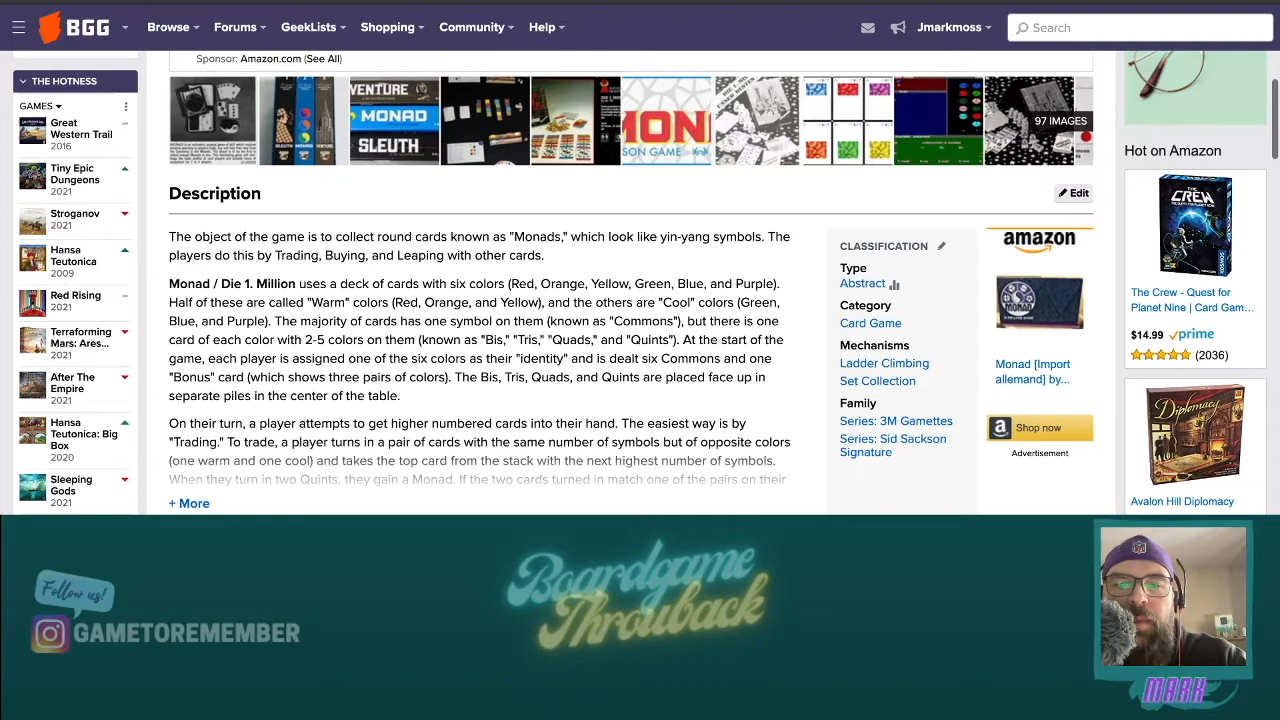 BGG
Browse
Forums
GeekLists
Shopping
Community
Help
Jmarkmoss
Search
THE HOTNESS
GAMES
Great
Western Trail
2016
Tiny Epic
Dungeons
2021
Stroganov
2021
Hansa
Teutonica
2009
Red Rising
2021
Terraforming
Mars: Ares...
2021
After The
Empire
2021
Hansa
Teutonica: Big
Box
2020
Sleeping
Gods
2021
Sponsor: Amazon.com (See All)
VENTURE
MONAD
SLEUTH
97 IMAGES
Description
Edit
The object of the game is to collect round cards known as "Monads," which look like yin-yang symbols. The
players do this by Trading, Buying, and Leaping with other cards.
Monad / Die 1. Million uses a deck of cards with six colors (Red, Orange, Yellow, Green, Blue, and Purple).
Half of these are called "Warm" colors (Red, Orange, and Yellow), and the others are "Cool" colors (Green,
Blue, and Purple). The majority of cards has one symbol on them (known as "Commons"), but there is one
card of each color with 2-5 colors on them (known as "Bis," "Tris," "Quads," and "Quints"). At the start of the
game, each player is assigned one of the six colors as their "identity" and is dealt six Commons and one
"Bonus" card (which shows three pairs of colors). The Bis, Tris, Quads, and Quints are placed face up in
separate piles in the center of the table.
On their turn, a player attempts to get higher numbered cards into their hand. The easiest way is by
"Trading." To trade, a player turns in a pair of cards with the same number of symbols but of opposite colors
(one warm and one cool) and takes the top card from the stack with the next highest number of symbols.
When they turn in two Quints, they gain a Monad. If the two cards turned in match one of the pairs on their
+ More
CLASSIFICATION
Type
Abstract
Category
Card Game
Mechanisms
Ladder Climbing
Set Collection
Family
Series: 3M Gamettes
Series: Sid Sackson
Signature
amazon
MONAD
Monad [Import
allemand] by...
Shop now
Advertisement
Hot on Amazon
THE
CREW
KOSMOS
The Crew - Quest for
Planet Nine | Card Gam...
$14.99 prime
(2036)
Diplomacy
Avalon Hill Diplomacy
Follow us!
GAMETOREMEMBER
Boardgame
Throwback
MARK